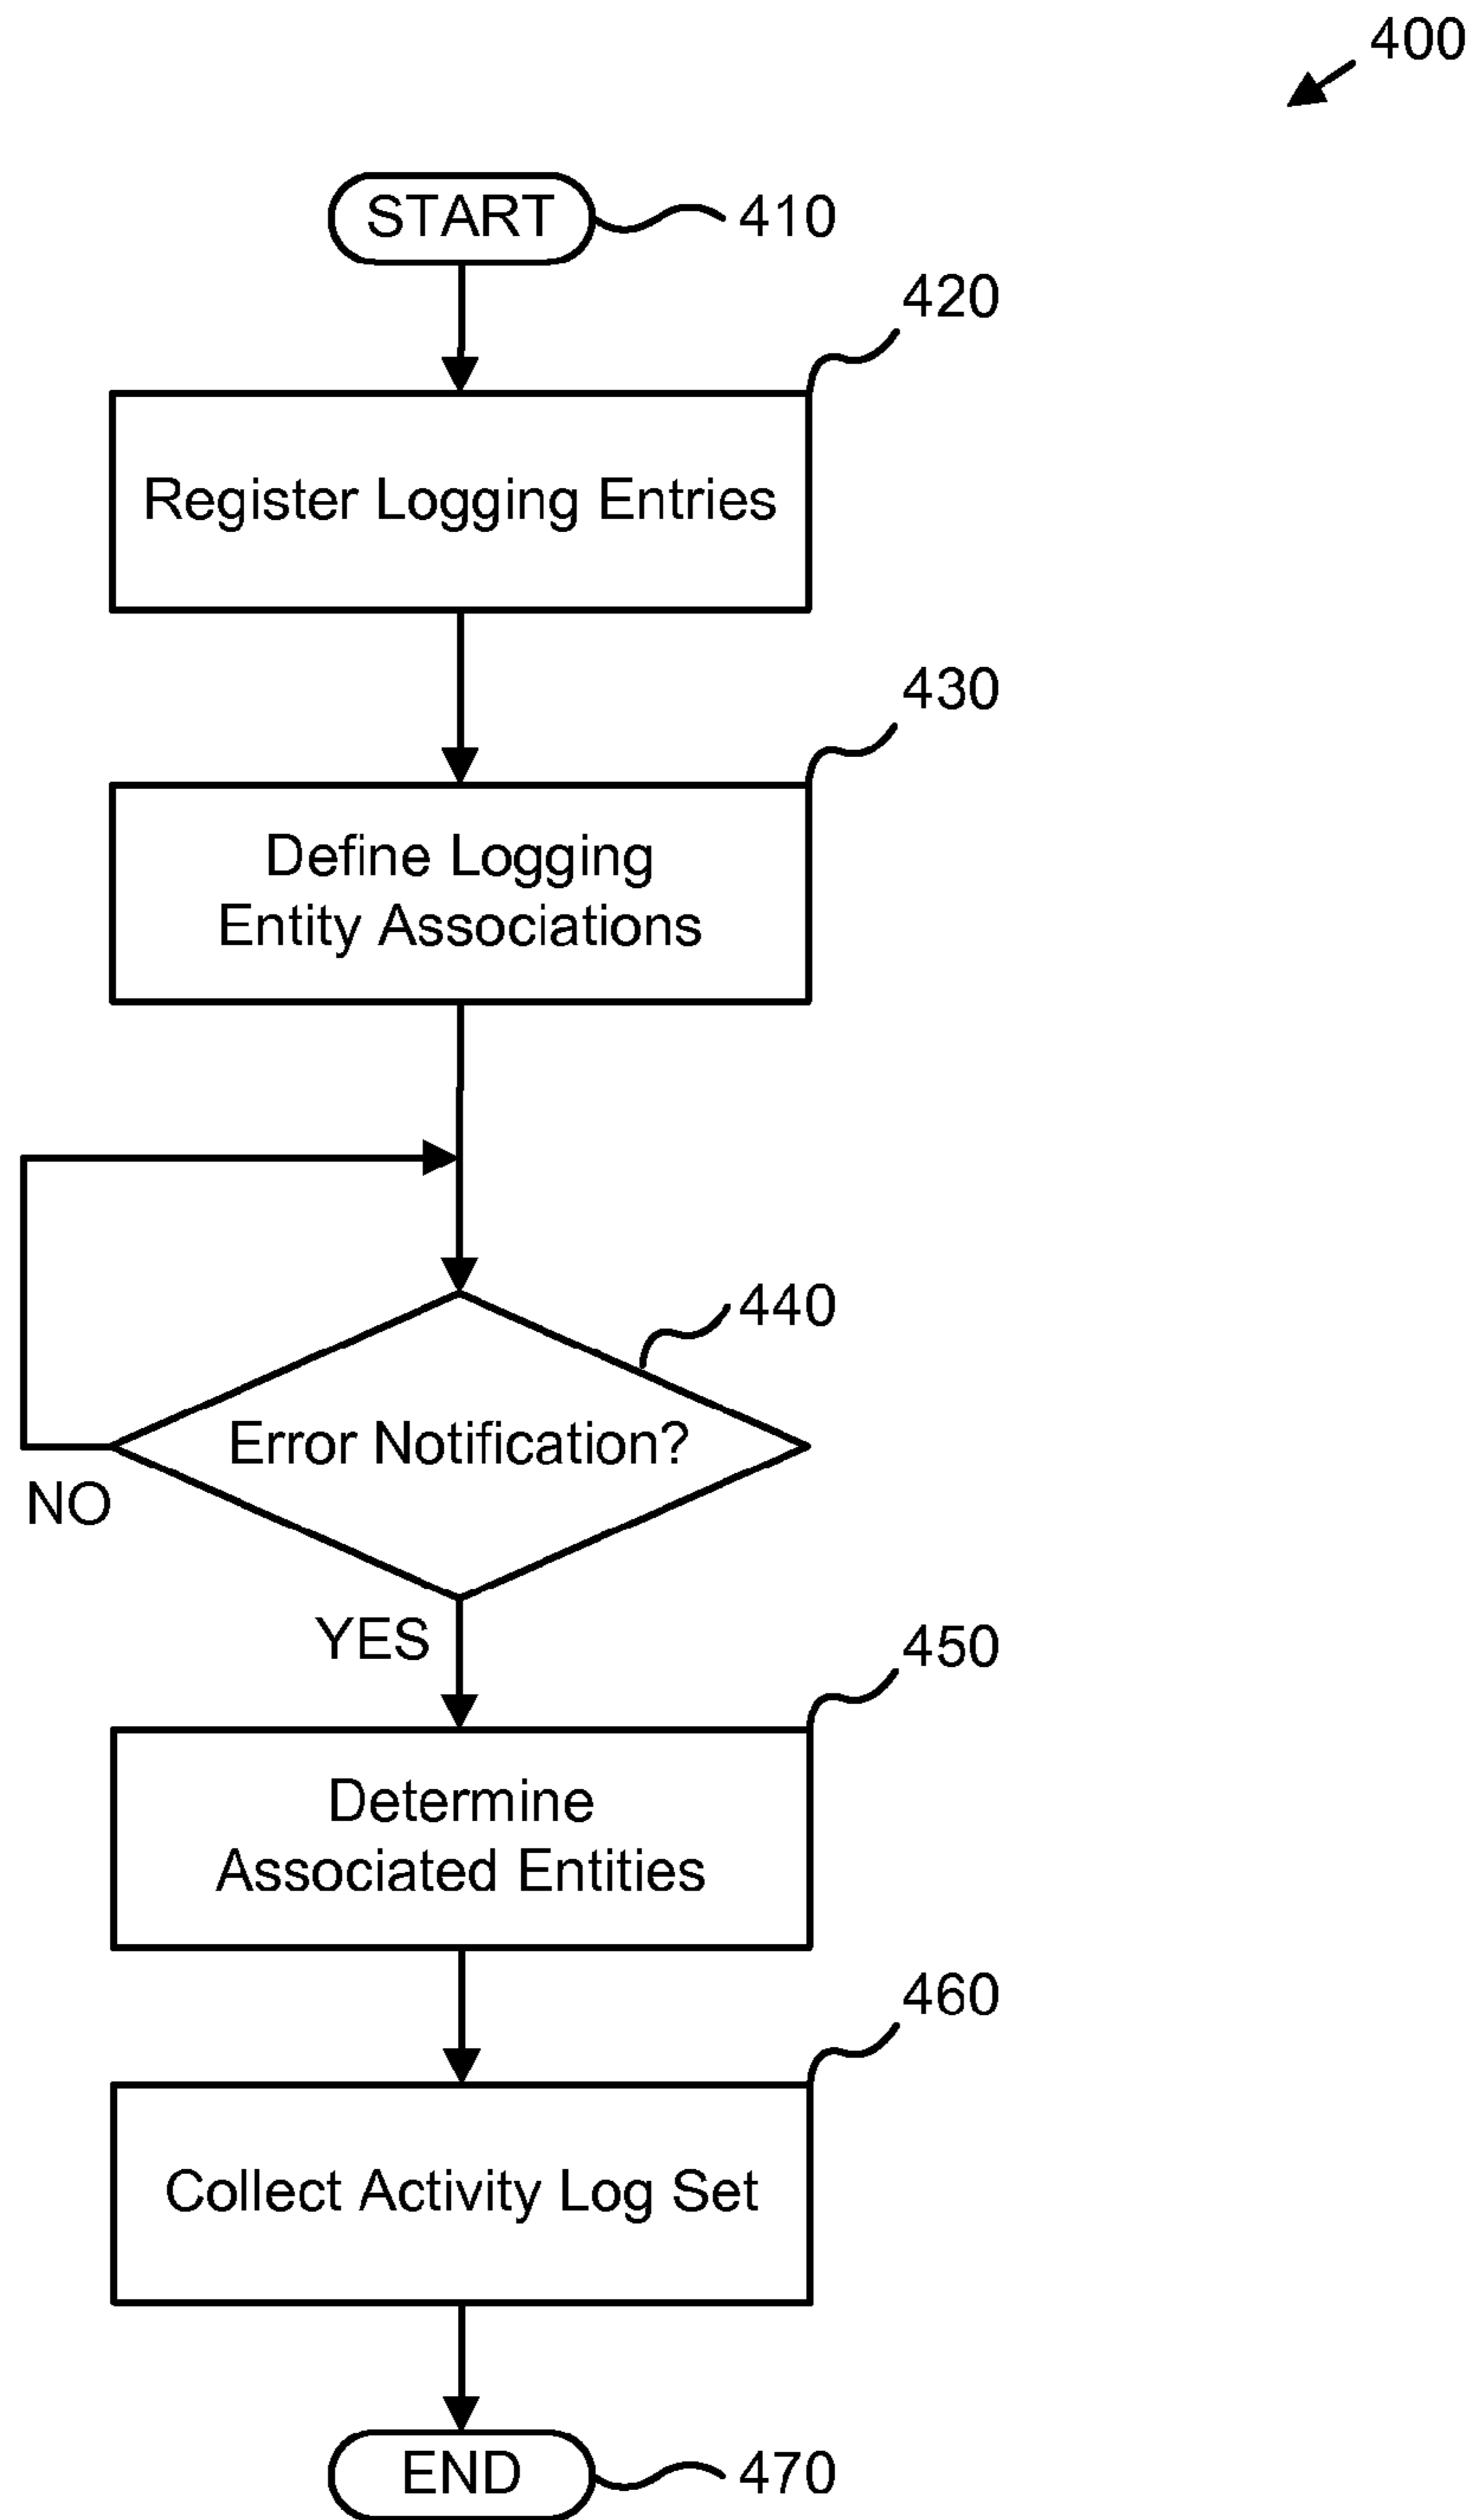 400
START
410
420
Register Logging Entries
430
Define Logging
Entity Associations
440
Error Notification?
NO
YES
450
Determine
Associated Entities
460
Collect Activity Log Set
END
470